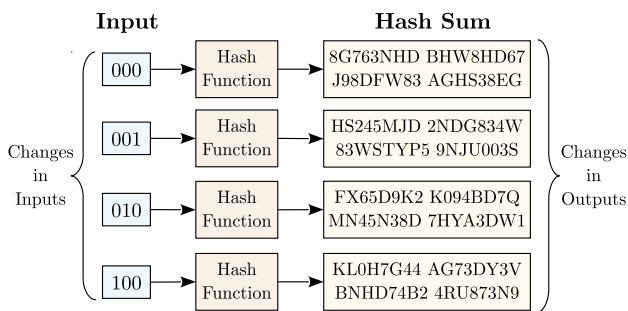 Input
Hash Sum
000
Hash
Function
8G763NHD BHW8HD67
J98DFW83 AGHS38EG
001
Hash
Function
HS245MJD 2NDG834W
83WSTYP5 9NJU003S
Changes
in
Inputs
Changes
in
Outputs
010
Hash
Function
FX65D9K2 K094BD7Q
MN45N38D 7HYA3DW1
100
Hash
Function
KL0H7G44 AG73DY3V
BNHD74B2 4RU873N9